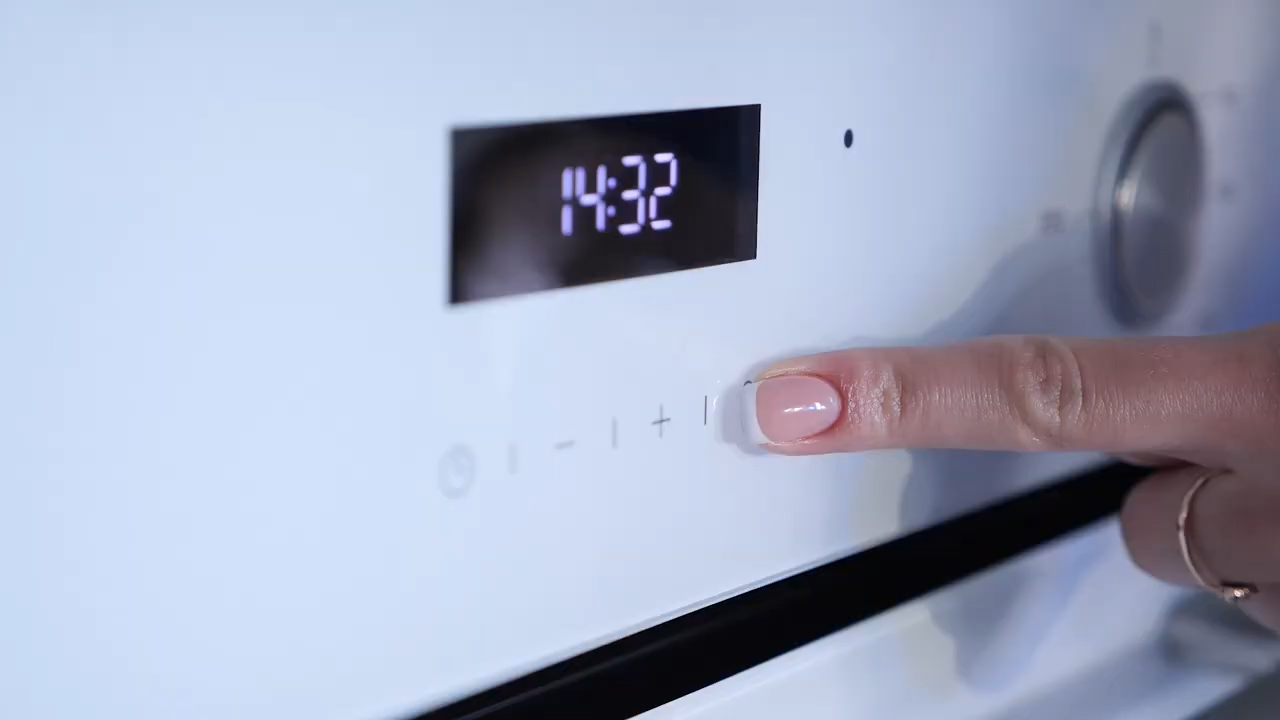 14:32
| − | + |